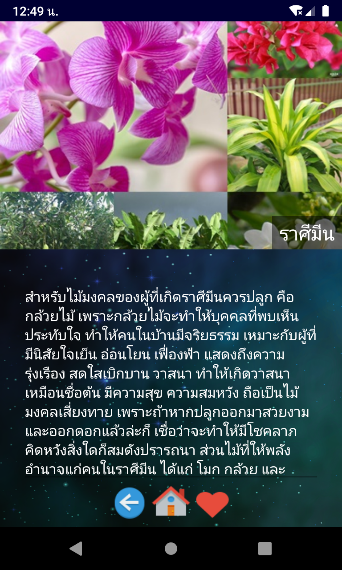 12:49 น.
ราศีมีน
สำหรับไม้มงคลของผู้ที่เกิดราศีมีนควรปลูก คือ
กล้วยไม้ เพราะกล้วยไม้จะทำให้บุคคลที่พบเห็น
ประทับใจ ทำให้คนในบ้านมีจริยธรรม เหมาะกับผู้ที่
มีนิสัยใจเย็น อ่อนโยน เฟื่องฟ้า แสดงถึงความ
รุ่งเรือง สดใสเบิกบาน วาสนา ทำให้เกิดวาสนา
เหมือนชื่อต้น มีความสุข ความสมหวัง ถือเป็นไม้
มงคลเสี่ยงทาย เพราะถ้าหากปลูกออกมาสวยงาม
และออกดอกแล้วล่ะก็ เชื่อว่าจะทำให้มีโชคลาภ
คิดหวังสิ่งใดก็สมดังปรารถนา ส่วนไม้ที่ให้พลัง
อำนาจแก่คนในราศีมีน ได้แก่ โมก กล้วย และ